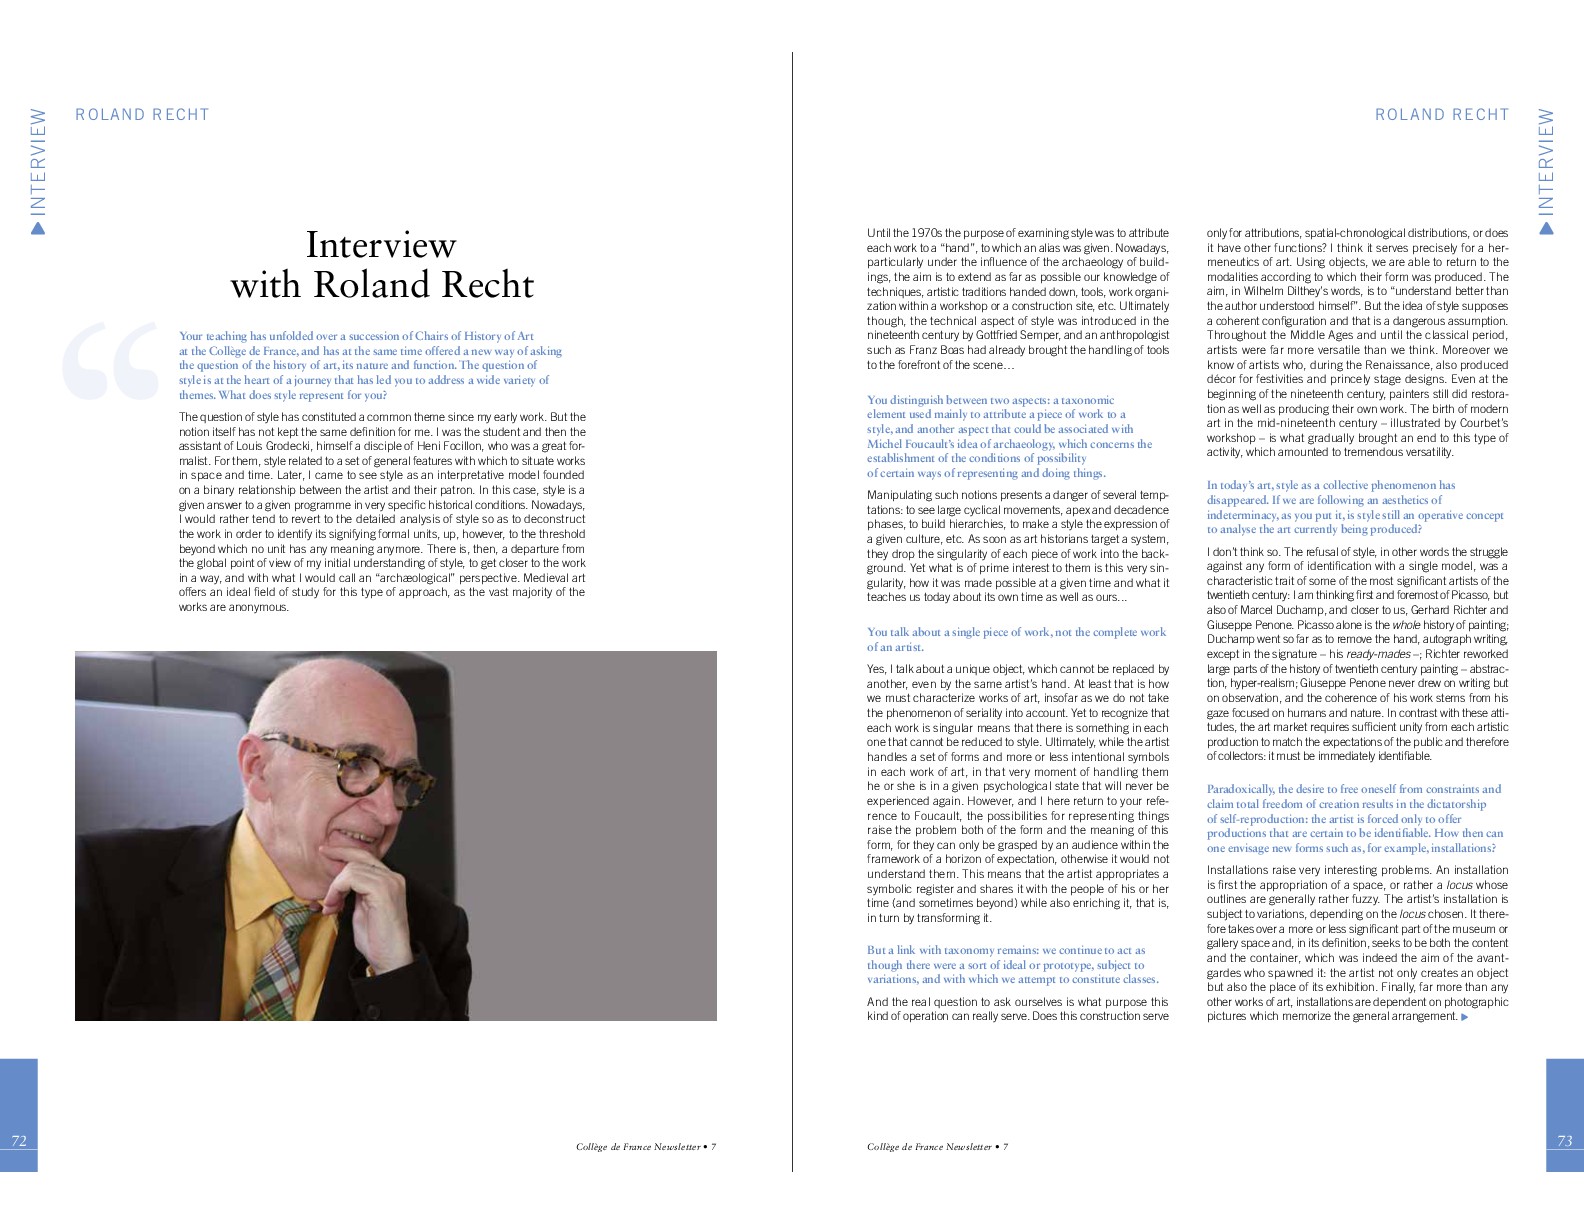 INTERVIEW
ROLAND RECHT
Interview
with Roland Recht
“
Your teaching has unfolded over a succession of Chairs of History of Art
at the Collège de France, and has at the same time offered a new way of asking
the question of the history of art, its nature and function. The question of
style is at the heart of a journey that has led you to address a wide variety of
themes. What does style represent for you?
The question of style has constituted a common theme since my early work. But the
notion itself has not kept the same definition for me. I was the student and then the
assistant of Louis Grodecki, himself a disciple of Heni Focillon, who was a great for-
malist. For them, style related to a set of general features with which to situate works
in space and time. Later, I came to see style as an interpretative model founded
on a binary relationship between the artist and their patron. In this case, style is a
given answer to a given programme in very specific historical conditions. Nowadays,
I would rather tend to revert to the detailed analysis of style so as to deconstruct
the work in order to identify its signifying formal units, up, however, to the threshold
beyond which no unit has any meaning anymore. There is, then, a departure from
the global point of view of my initial understanding of style, to get closer to the work
in a way, and with what I would call an “archæological” perspective. Medieval art
offers an ideal field of study for this type of approach, as the vast majority of the
works are anonymous.
72
Collège de France Newsletter • 7
ROLAND RECHT
INTERVIEW
Until the 1970s the purpose of examining style was to attribute
each work to a “hand”, to which an alias was given. Nowadays,
particularly under the influence of the archaeology of build-
ings, the aim is to extend as far as possible our knowledge of
techniques, artistic traditions handed down, tools, work organi-
zation within a workshop or a construction site, etc. Ultimately
though, the technical aspect of style was introduced in the
nineteenth century by Gottfried Semper, and an anthropologist
such as Franz Boas had already brought the handling of tools
to the forefront of the scene…
You distinguish between two aspects: a taxonomic
element used mainly to attribute a piece of work to a
style, and another aspect that could be associated with
Michel Foucault’s idea of archaeology, which concerns the
establishment of the conditions of possibility
of certain ways of representing and doing things.
Manipulating such notions presents a danger of several temp-
tations: to see large cyclical movements, apex and decadence
phases, to build hierarchies, to make a style the expression of
a given culture, etc. As soon as art historians target a system,
they drop the singularity of each piece of work into the back-
ground. Yet what is of prime interest to them is this very sin-
gularity, how it was made possible at a given time and what it
teaches us today about its own time as well as ours...
You talk about a single piece of work, not the complete work
of an artist.
Yes, I talk about a unique object, which cannot be replaced by
another, even by the same artist’s hand. At least that is how
we must characterize works of art, insofar as we do not take
the phenomenon of seriality into account. Yet to recognize that
each work is singular means that there is something in each
one that cannot be reduced to style. Ultimately, while the artist
handles a set of forms and more or less intentional symbols
in each work of art, in that very moment of handling them
he or she is in a given psychological state that will never be
experienced again. However, and I here return to your refe-
rence to Foucault, the possibilities for representing things
raise the problem both of the form and the meaning of this
form, for they can only be grasped by an audience within the
framework of a horizon of expectation, otherwise it would not
understand them. This means that the artist appropriates a
symbolic register and shares it with the people of his or her
time (and sometimes beyond) while also enriching it, that is,
in turn by transforming it.
But a link with taxonomy remains: we continue to act as
though there were a sort of ideal or prototype, subject to
variations, and with which we attempt to constitute classes.
And the real question to ask ourselves is what purpose this
kind of operation can really serve. Does this construction serve
only for attributions, spatial-chronological distributions, or does
it have other functions? I think it serves precisely for a her-
meneutics of art. Using objects, we are able to return to the
modalities according to which their form was produced. The
aim, in Wilhelm Dilthey’s words, is to “understand better than
the author understood himself”. But the idea of style supposes
a coherent configuration and that is a dangerous assumption.
Throughout the Middle Ages and until the classical period,
artists were far more versatile than we think. Moreover we
know of artists who, during the Renaissance, also produced
décor for festivities and princely stage designs. Even at the
beginning of the nineteenth century, painters still did restora-
tion as well as producing their own work. The birth of modern
art in the mid-nineteenth century – illustrated by Courbet’s
workshop – is what gradually brought an end to this type of
activity, which amounted to tremendous versatility.
In today’s art, style as a collective phenomenon has
disappeared. If we are following an aesthetics of
indeterminacy, as you put it, is style still an operative concept
to analyse the art currently being produced?
I don’t think so. The refusal of style, in other words the struggle
against any form of identification with a single model, was a
characteristic trait of some of the most significant artists of the
twentieth century: I am thinking first and foremost of Picasso, but
also of Marcel Duchamp, and closer to us, Gerhard Richter and
Giuseppe Penone. Picasso alone is the whole history of painting;
Duchamp went so far as to remove the hand, autograph writing,
except in the signature – his ready-mades –; Richter reworked
large parts of the history of twentieth century painting – abstrac-
tion, hyper-realism; Giuseppe Penone never drew on writing but
on observation, and the coherence of his work stems from his
gaze focused on humans and nature. In contrast with these atti-
tudes, the art market requires sufficient unity from each artistic
production to match the expectations of the public and therefore
of collectors: it must be immediately identifiable.
Paradoxically, the desire to free oneself from constraints and
claim total freedom of creation results in the dictatorship
of self-reproduction: the artist is forced only to offer
productions that are certain to be identifiable. How then can
one envisage new forms such as, for example, installations?
Installations raise very interesting problems. An installation
is first the appropriation of a space, or rather a locus whose
outlines are generally rather fuzzy. The artist’s installation is
subject to variations, depending on the locus chosen. It there-
fore takes over a more or less significant part of the museum or
gallery space and, in its definition, seeks to be both the content
and the container, which was indeed the aim of the avant-
gardes who spawned it: the artist not only creates an object
but also the place of its exhibition. Finally, far more than any
other works of art, installations are dependent on photographic
pictures which memorize the general arrangement.
Collège de France Newsletter • 7
73